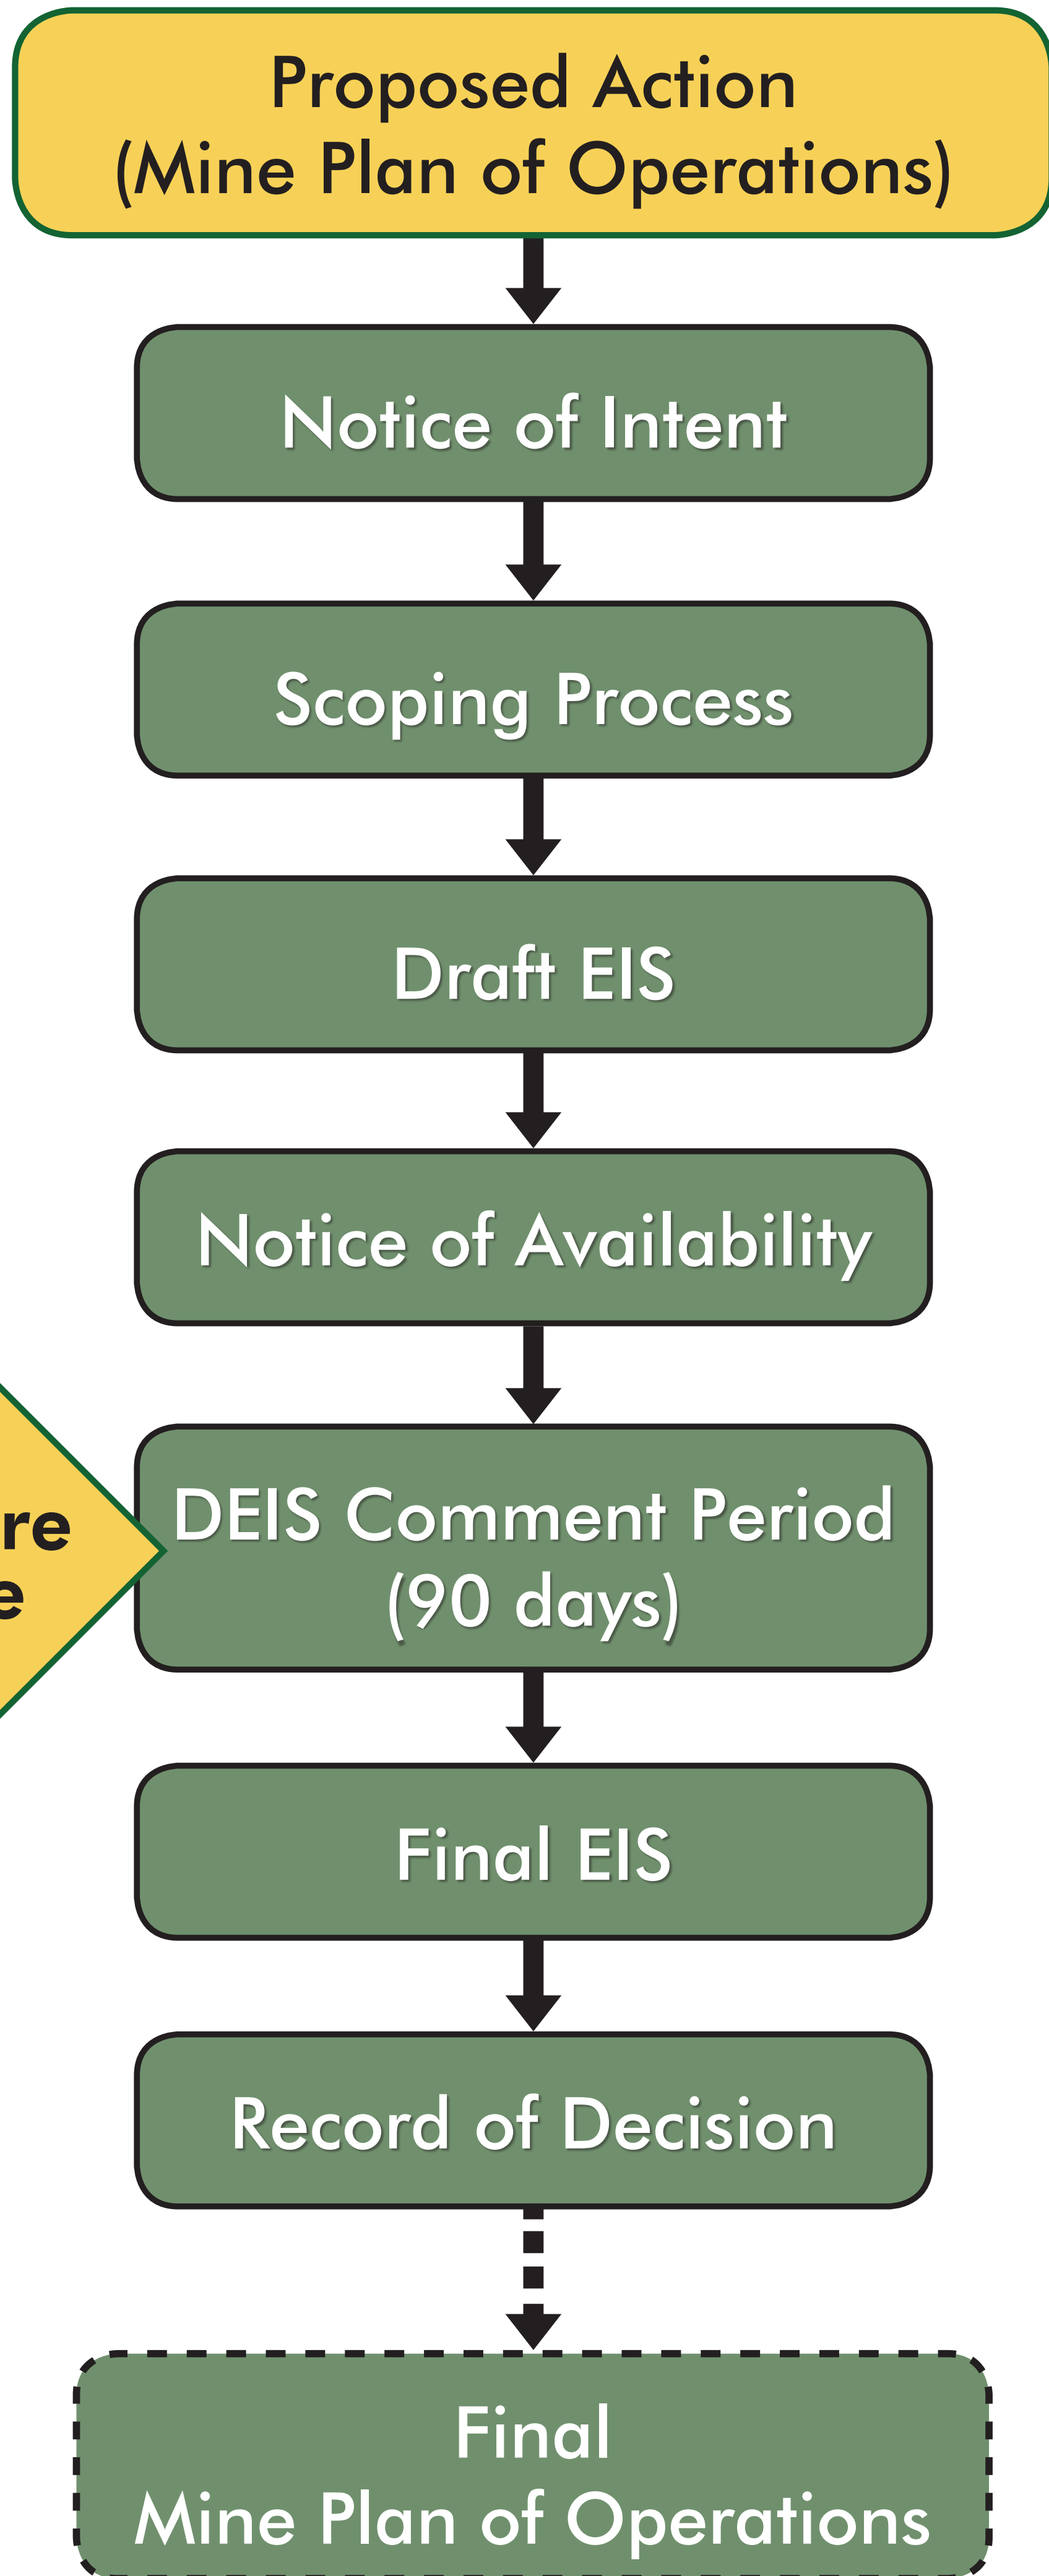 Proposed Action
(Mine Plan of Operations)
Notice of Intent
Scoping Process
Draft EIS
Notice of Availability
re
e
DEIS Comment Period
(90 days)
Final EIS
Record of Decision
Final
Mine Plan of Operations